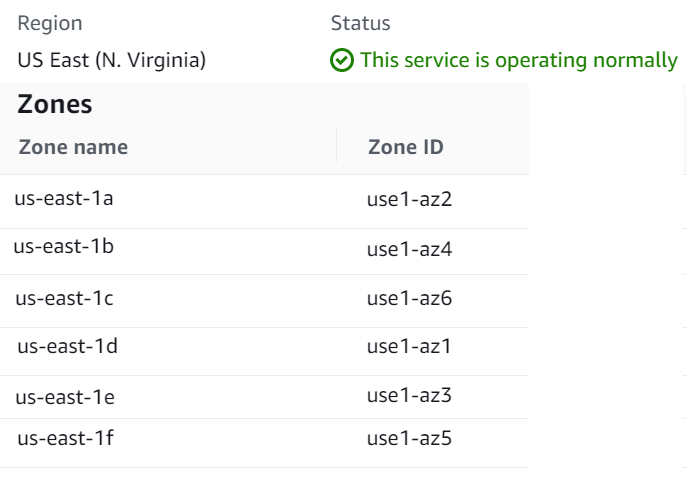 Region Status
US East (N. Virginia) This service is operating normally
Zones
Zone name Zone ID
us-east-1a use1-az2
us-east-1b use1-az4
us-east-1c use1-az6
us-east-1d use1-az1
us-east-1e use1-az3
us-east-1f use1-az5